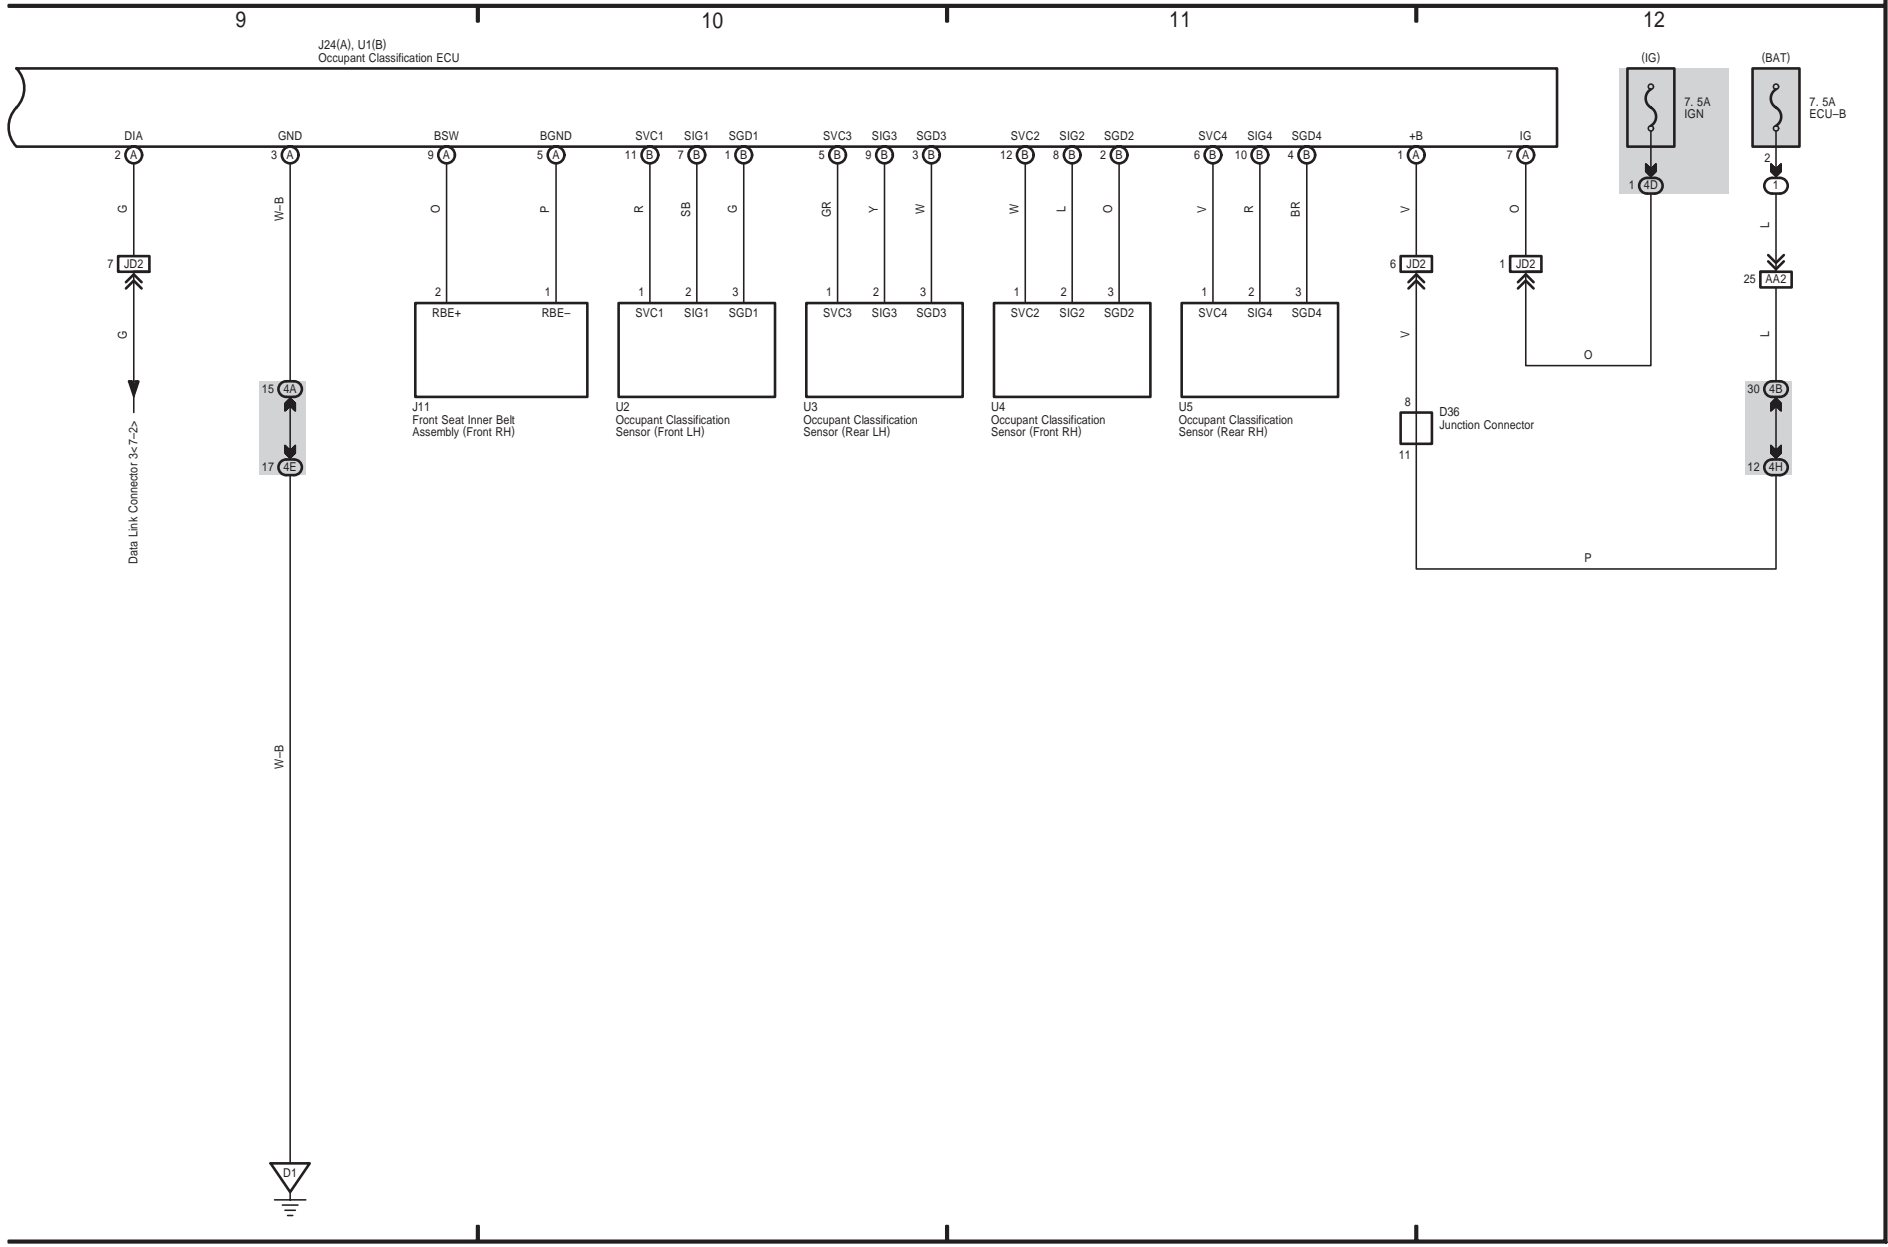 9 10 11 12
J24(A), U1(B)
Occupant Classification ECU
(IG) (BAT)
7. 5A
IGN
7. 5A
ECU–B
DIA GND BSW BGND SVC1 SIG1 SGD1 SVC3 SIG3 SGD3 SVC2 SIG2 SGD2 SVC4 SIG4 SGD4 +B IG
2 A 3 A 9 A 5 A 11 B 7 B 1 B 5 B 9 B 3 B 12 B 8 B 2 B 6 B 10 B 4 B 1 A 7 A
2
1 4D 1
G W–B O P R SB G GR Y W W L O V R BR V O L
7 JD2 6 JD2 1 JD2 25 AA2
2 1 1 2 3 1 2 3 1 2 3 1 2 3
RBE+ RBE– SVC1 SIG1 SGD1 SVC3 SIG3 SGD3 SVC2 SIG2 SGD2 SVC4 SIG4 SGD4
G V O L
15 4A 30 4B
J11
Front Seat Inner Belt
Assembly (Front RH)
U2
Occupant Classification
Sensor (Front LH)
U3
Occupant Classification
Sensor (Rear LH)
U4
Occupant Classification
Sensor (Front RH)
U5
Occupant Classification
Sensor (Rear RH)
8
D36
Junction Connector
11
17 4E 12 4H
Data Link Connector 3<7–2>
P
W–B
D1